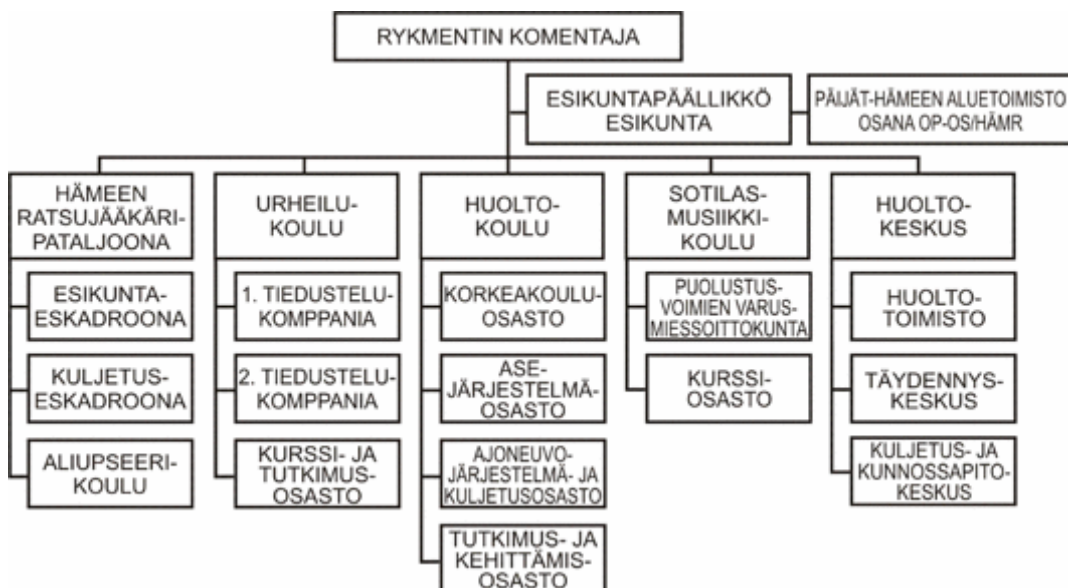 RYKMENTIN KOMENTAJA
ESIKUNTAPÄÄLLIKKÖ
ESIKUNTA
PÄIJÄT-HÄMEEN ALUETOIMISTO
OSANA OP-OS/HÄMR
HÄMEEN
RATSUJÄÄKÄRI-
PATALJOONA
ESIKUNTA-
ESKADROONA
KULJETUS-
ESKADROONA
ALIUPSEERI-
KOULU
URHEILU-
KOULU
1. TIEDUSTELU-
KOMPPANIA
2. TIEDUSTELU-
KOMPPANIA
KURSSI- JA
TUTKIMUS-
OSASTO
HUOLTO-
KOULU
KORKEAKOULU-
OSASTO
ASE-
JÄRJESTELMÄ-
OSASTO
AJONEUVO-
JÄRJESTELMÄ- JA
KULJETUSOSASTO
TUTKIMUS- JA
KEHITTÄMIS-
OSASTO
SOTILAS-
MUSIIKKI-
KOULU
PUOLUSTUS-
VOIMIEN VARUS-
MIESSOITTOKUNTA
KURSSI-
OSASTO
HUOLTO-
KESKUS
HUOLTO-
TOIMISTO
TÄYDENNYS-
KESKUS
KULJETUS- JA
KUNNOSSAPITO-
KESKUS